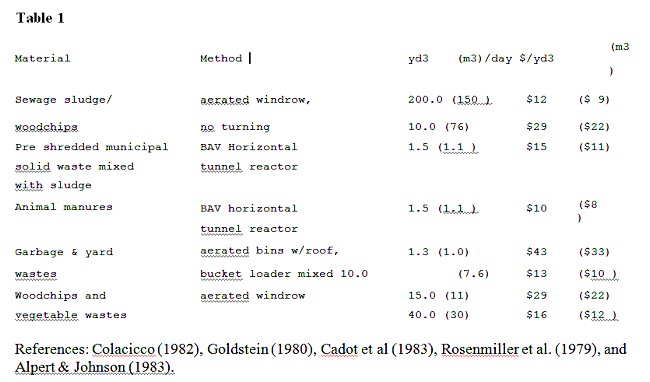 Table 1
(m3
Material Method yd3 (m3)/day $/yd3 )
Sewage sludge/ aerated windrow, 200.0 (150 ) $12 ($ 9)
woodchips no turning 10.0 (76) $29 ($22)
Pre shredded municipal BAV Horizontal 1.5 (1.1 ) $15 ($11)
solid waste mixed tunnel reactor
with sludge
Animal manures BAV horizontal 1.5 (1.1 ) $10 ($8
)
tunnel reactor
Garbage & yard aerated bins w/roof, 1.3 (1.0) $43 ($33)
wastes bucket loader mixed 10.0 (7.6) $13 ($10 )
Woodchips and aerated windrow 15.0 (11) $29 ($22)
vegetable wastes 40.0 (30) $16 ($12 )
References: Colacicco (1982), Goldstein (1980), Cadot et al (1983), Rosenmiller et al. (1979), and
Alpert & Johnson (1983).